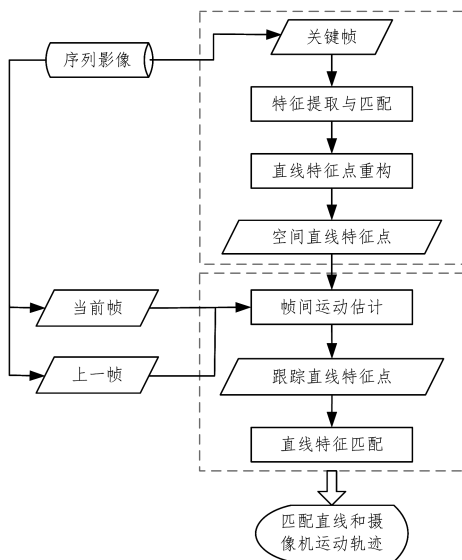 序列影像
关键帧
特征提取与匹配
直线特征点重构
空间直线特征点
当前帧
帧间运动估计
上一帧
跟踪直线特征点
直线特征匹配
匹配直线和摄
像机运动轨迹